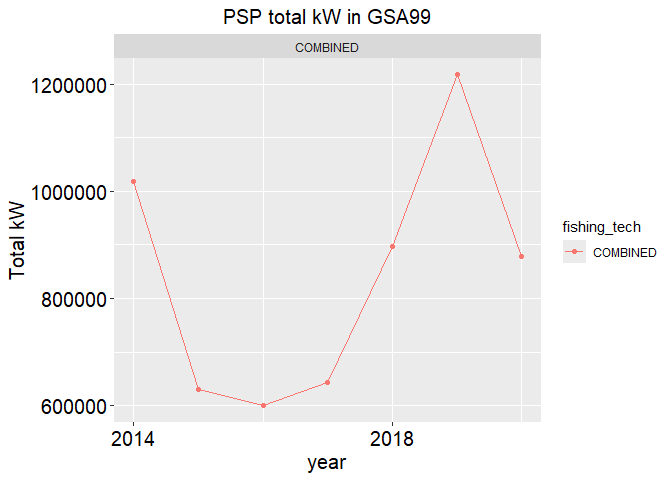 PSP total kW in GSA99
COMBINED
1200000
1000000
800000
600000
Total kW
2014 2018
year
fishing_tech
COMBINED